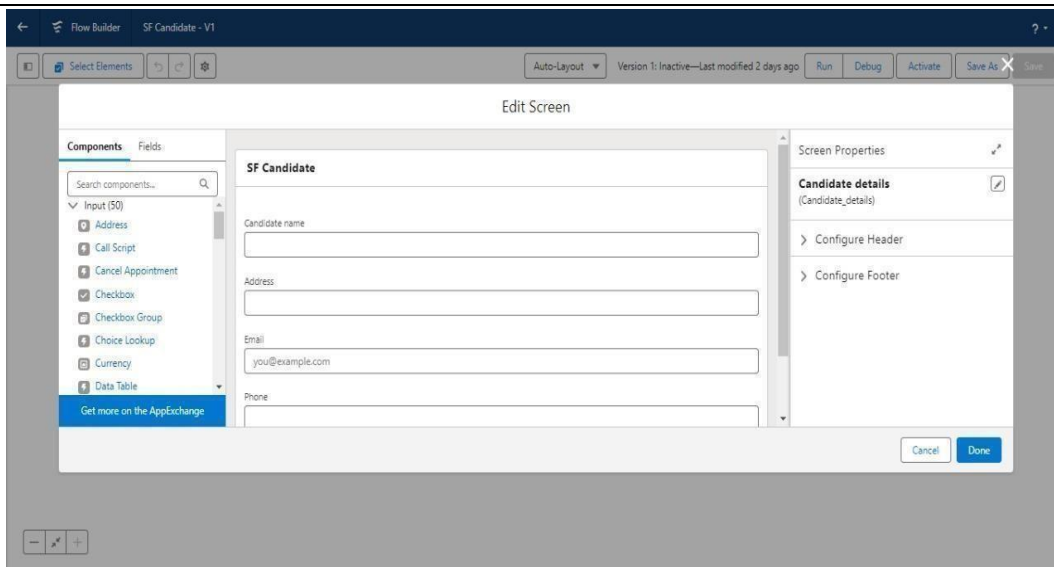 Flow Builder SF Candidate - V1 ?
Select Elements Auto-Layout Version 1: Inactive—Last modified 2 days ago Run Debug Activate Save As Save
Edit Screen
Components Fields
Search components...
Input (50)
Address
Call Script
Cancel Appointment
Checkbox
Checkbox Group
Choice Lookup
Currency
Data Table
Get more on the AppExchange
SF Candidate
Candidate name
Address
Email
you@example.com
Phone
Screen Properties
Candidate details
(Candidate_details)
Configure Header
Configure Footer
Cancel Done